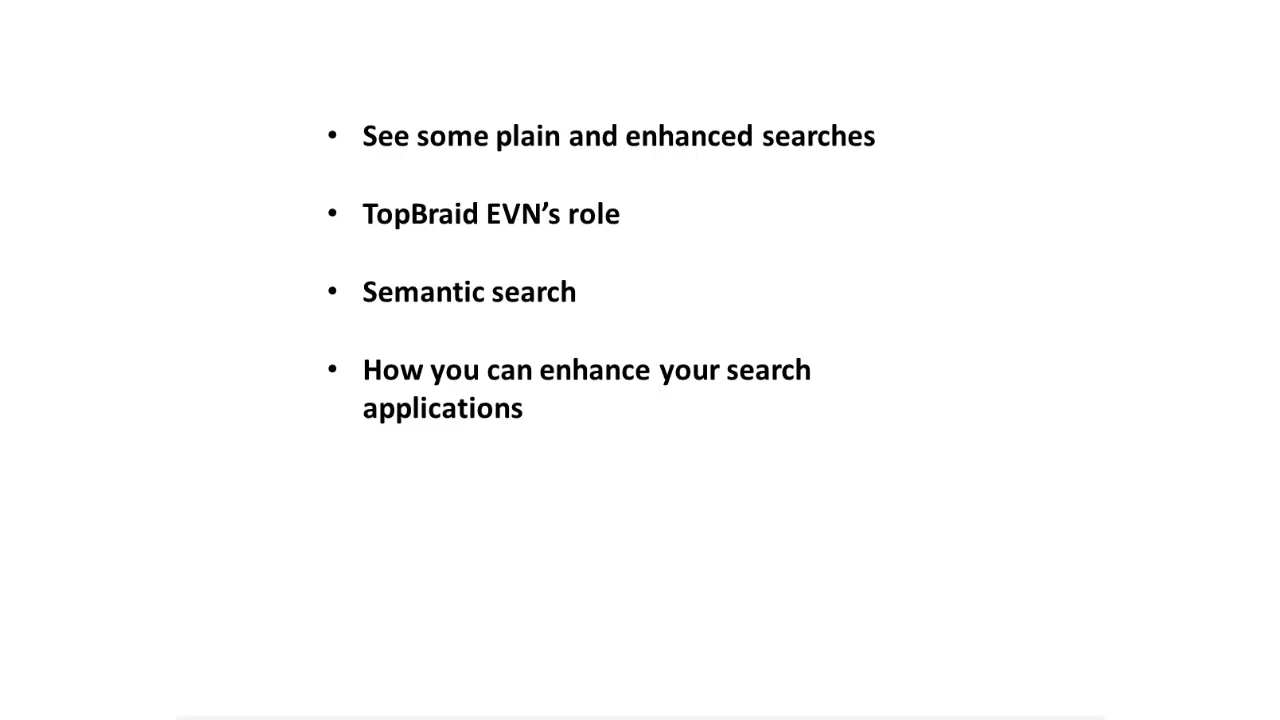 • See some plain and enhanced searches
• TopBraid EVN’s role
• Semantic search
• How you can enhance your search
applications